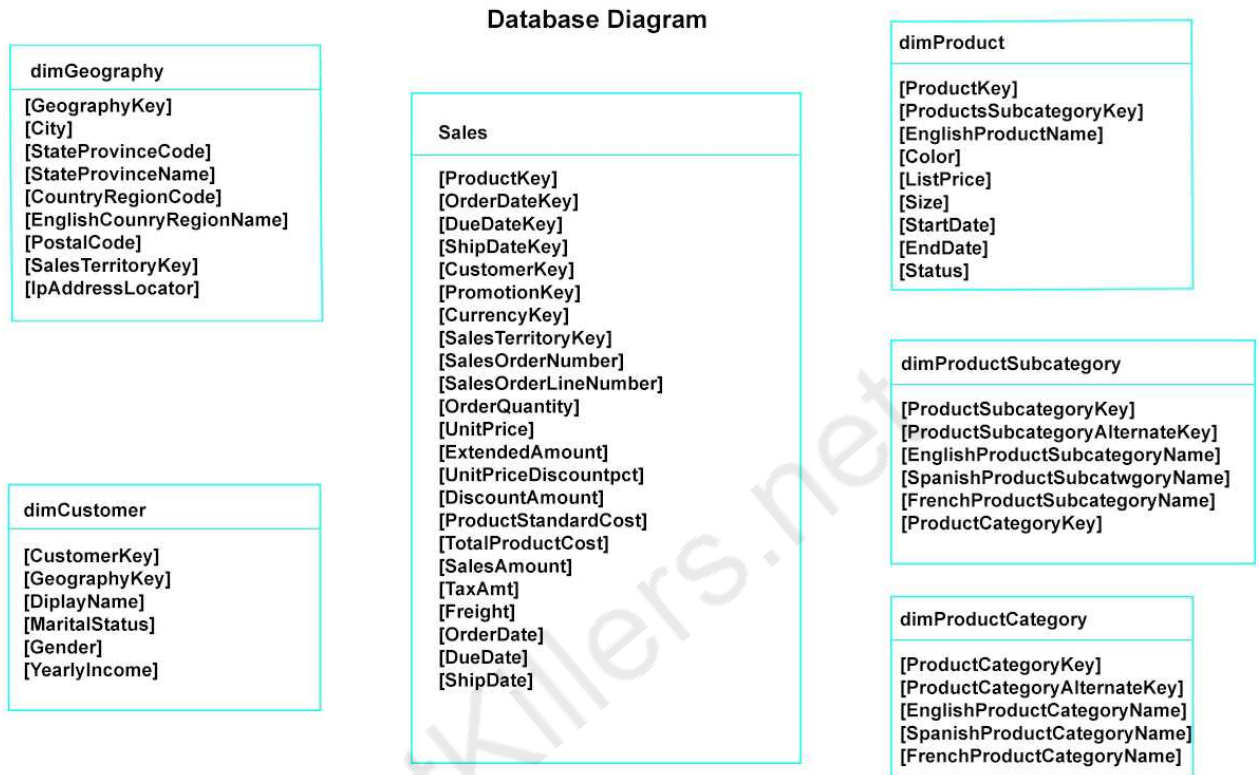 Database Diagram
dimGeography
[GeographyKey]
[City]
[StateProvinceCode]
[StateProvinceName]
[CountryRegionCode]
[EnglishCounryRegionName]
[PostalCode]
[SalesTerritoryKey]
[IpAddressLocator]
dimCustomer
[CustomerKey]
[GeographyKey]
[DiplayName]
[MaritalStatus]
[Gender]
[YearlyIncome]
Sales
[ProductKey]
[OrderDateKey]
[DueDateKey]
[ShipDateKey]
[CustomerKey]
[PromotionKey]
[CurrencyKey]
[SalesTerritoryKey]
[SalesOrderNumber]
[SalesOrderLineNumber]
[OrderQuantity]
[UnitPrice]
[ExtendedAmount]
[UnitPriceDiscountpct]
[DiscountAmount]
[ProductStandardCost]
[TotalProductCost]
[SalesAmount]
[TaxAmt]
[Freight]
[OrderDate]
[DueDate]
[ShipDate]
dimProduct
[ProductKey]
[ProductsSubcategoryKey]
[EnglishProductName]
[Color]
[ListPrice]
[Size]
[StartDate]
[EndDate]
[Status]
dimProductSubcategory
[ProductSubcategoryKey]
[ProductSubcategoryAlternateKey]
[EnglishProductSubcategoryName]
[SpanishProductSubcatwgoryName]
[FrenchProductSubcategoryName]
[ProductCategoryKey]
dimProductCategory
[ProductCategoryKey]
[ProductCategoryAlternateKey]
[EnglishProductCategoryName]
[SpanishProductCategoryName]
[FrenchProductCategoryName]